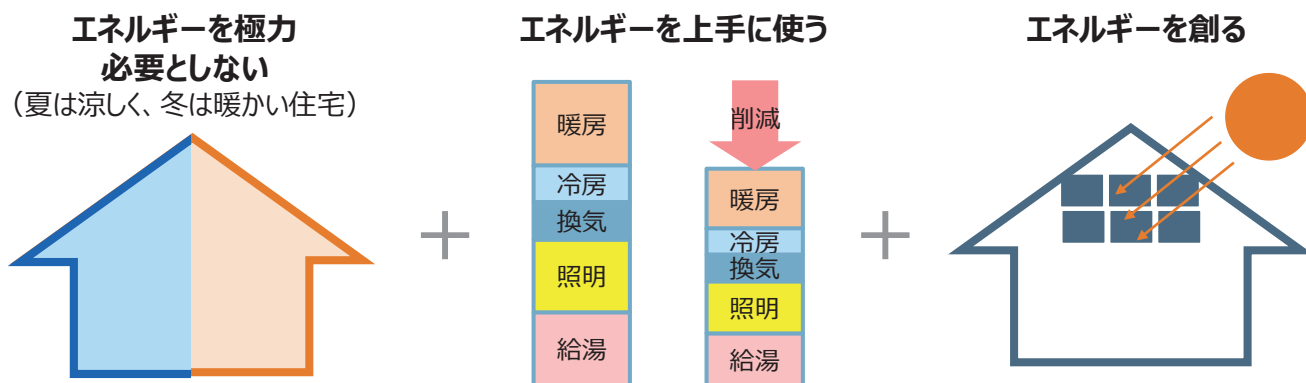 エネルギーを極力
必要としない
（夏は涼しく、冬は暖かい住宅）
エネルギーを上手に使う
暖房
冷房
換気
照明
給湯
削減
暖房
冷房
換気
照明
給湯
エネルギーを創る